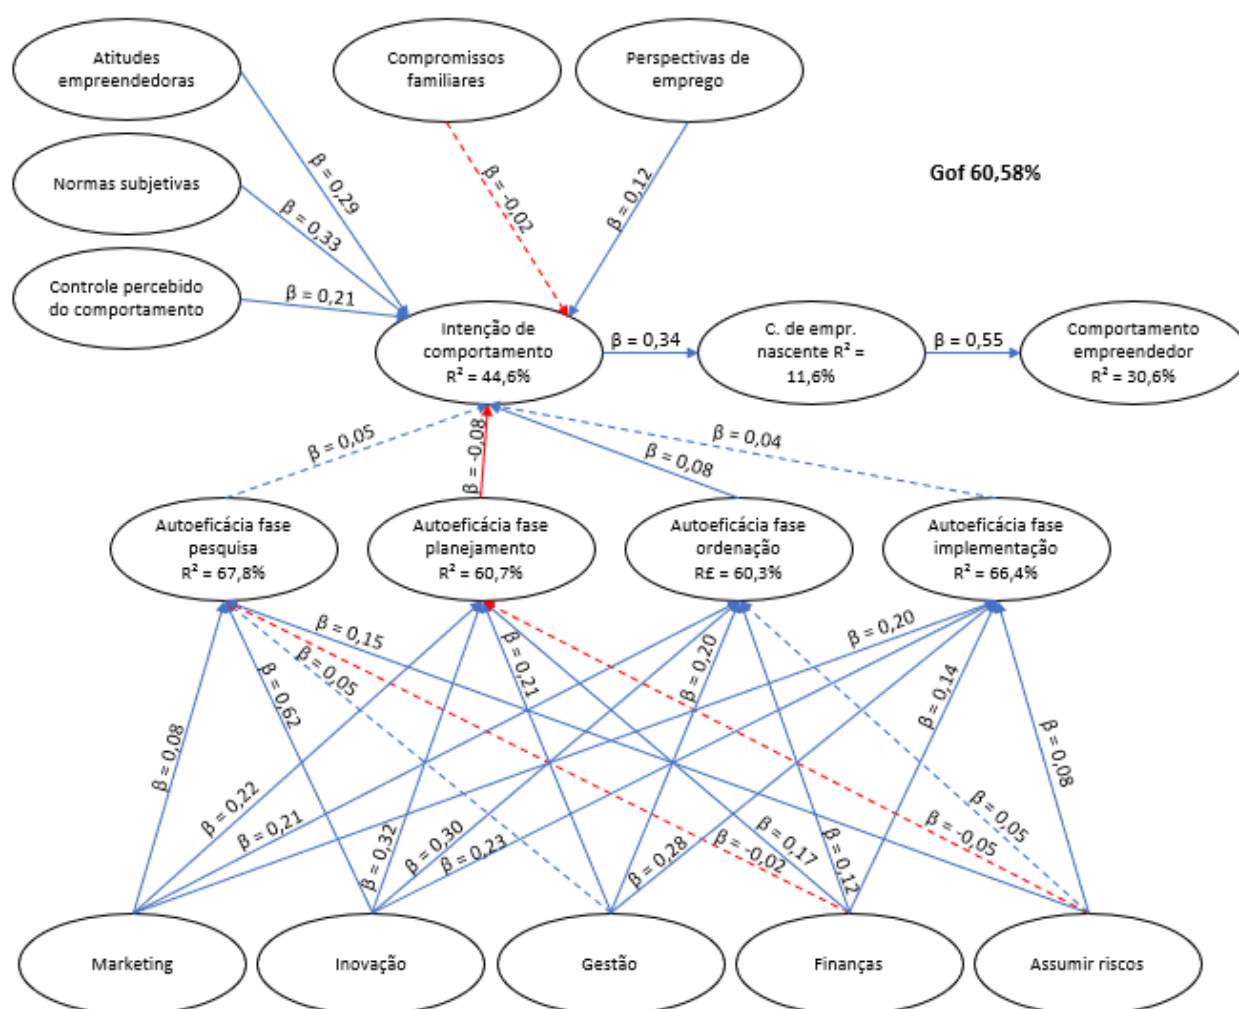 Atitudes
empreendedoras
Compromissos
familiares
Perspectivas de
emprego
Normas subjetivas
Gof 60,58%
Controle percebido
do comportamento
β = 0,29
β = 0,33
β = 0,21
β = -0,02
β = 0,12
Intenção de
comportamento
R² = 44,6%
β = 0,34
C. de empr.
nascente R² =
11,6%
β = 0,55
Comportamento
empreendedor
R² = 30,6%
β = 0,05
β = -0,08
β = 0,08
β = 0,04
Autoeficácia fase
pesquisa
R² = 67,8%
Autoeficácia fase
planejamento
R² = 60,7%
Autoeficácia fase
ordenação
R£ = 60,3%
Autoeficácia fase
implementação
R² = 66,4%
β = 0,15
β = 0,05
β = 0,62
β = 0,21
β = 0,20
β = 0,20
β = 0,14
β = 0,08
β = 0,08
β = 0,22
β = 0,21
β = 0,32
β = 0,30
β = 0,23
β = 0,28
β = -0,02
β = 0,17
β = 0,12
β = -0,05
β = 0,05
Marketing
Inovação
Gestão
Finanças
Assumir riscos